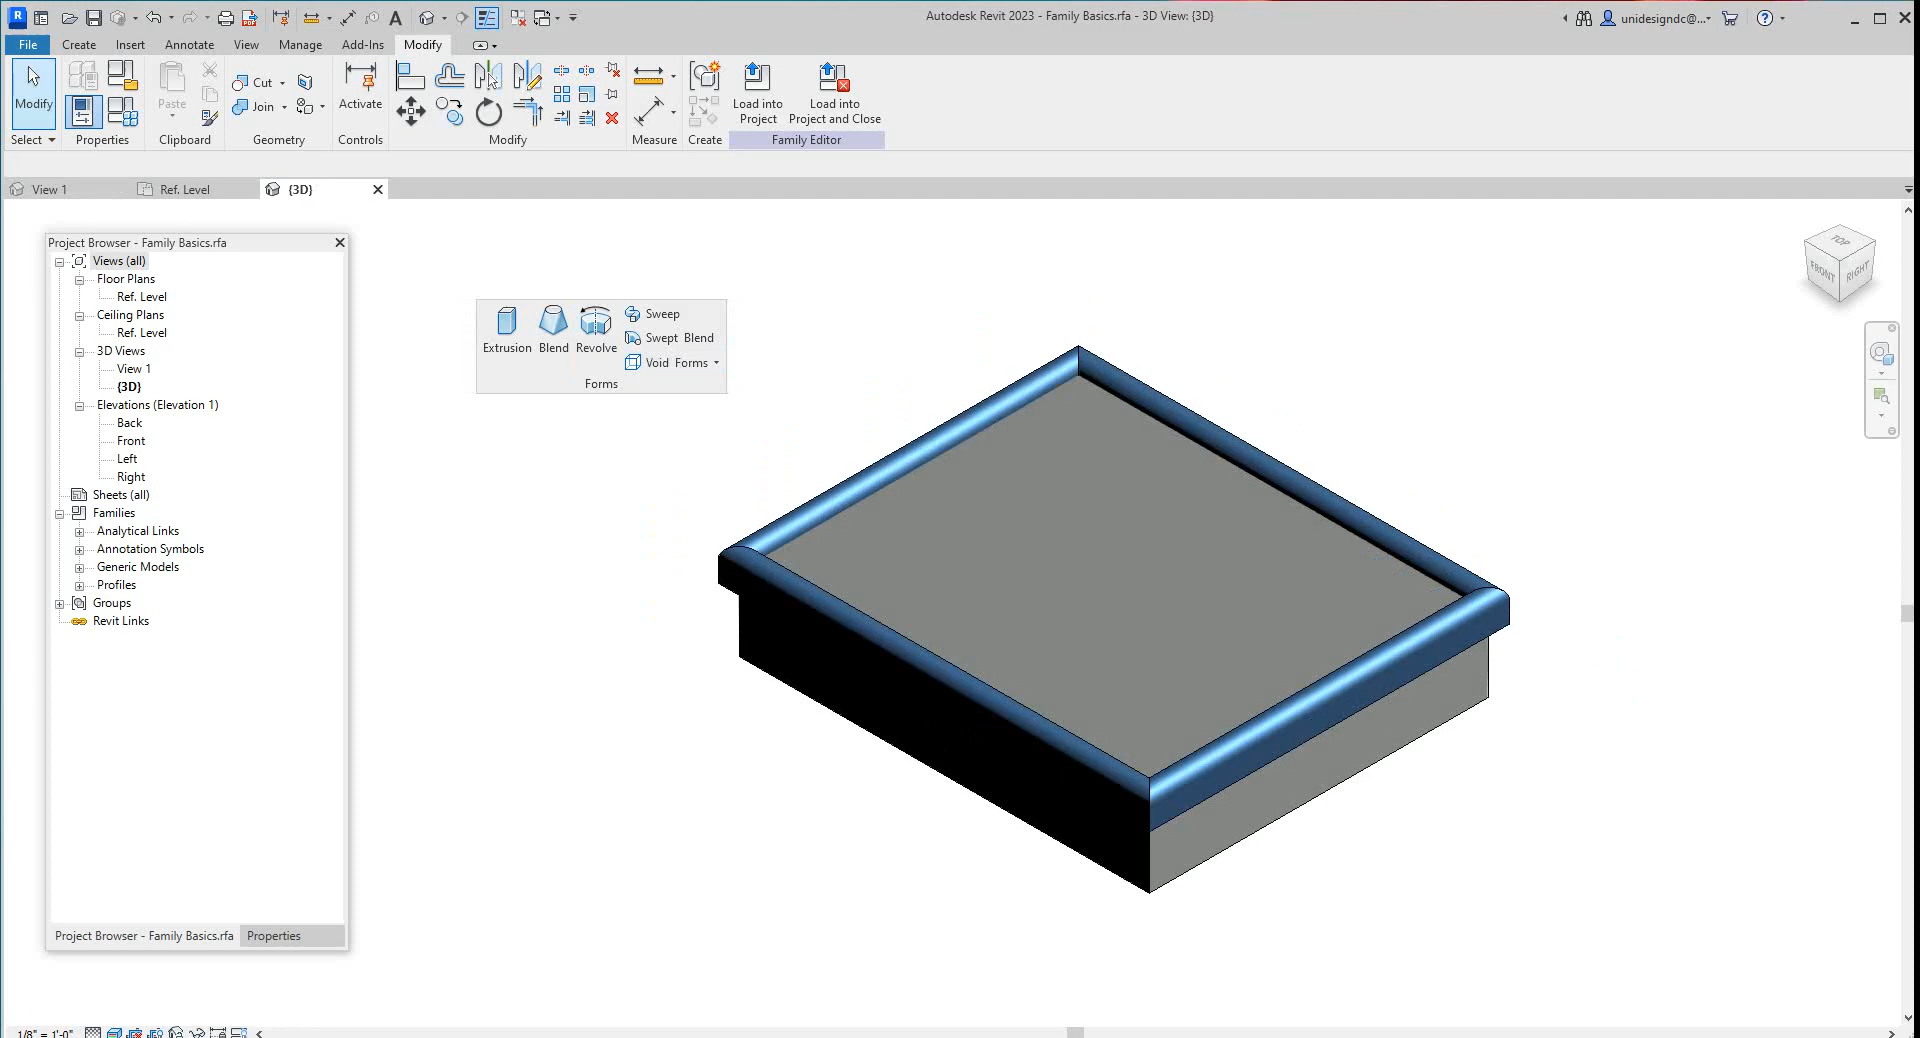 Autodesk Revit 2023 - Family Basics.rfa - 3D View: {3D}
unidesigndc@...
File Create Insert Annotate View Manage Add-Ins Modify
Modify
Paste
Cut
Join
Activate
Load into Project
Load into Project and Close
Select Properties Clipboard Geometry Controls Modify Measure Create Family Editor
View 1
Ref. Level
{3D}
Project Browser - Family Basics.rfa
Views (all)
Floor Plans
Ref. Level
Ceiling Plans
Ref. Level
3D Views
View 1
{3D}
Elevations (Elevation 1)
Back
Front
Left
Right
Sheets (all)
Families
Analytical Links
Annotation Symbols
Generic Models
Profiles
Groups
Revit Links
Project Browser - Family Basics.rfa Properties
Extrusion Blend Revolve
Sweep
Swept Blend
Void Forms
Forms
TOP
FRONT RIGHT
1/8" = 1'-0"